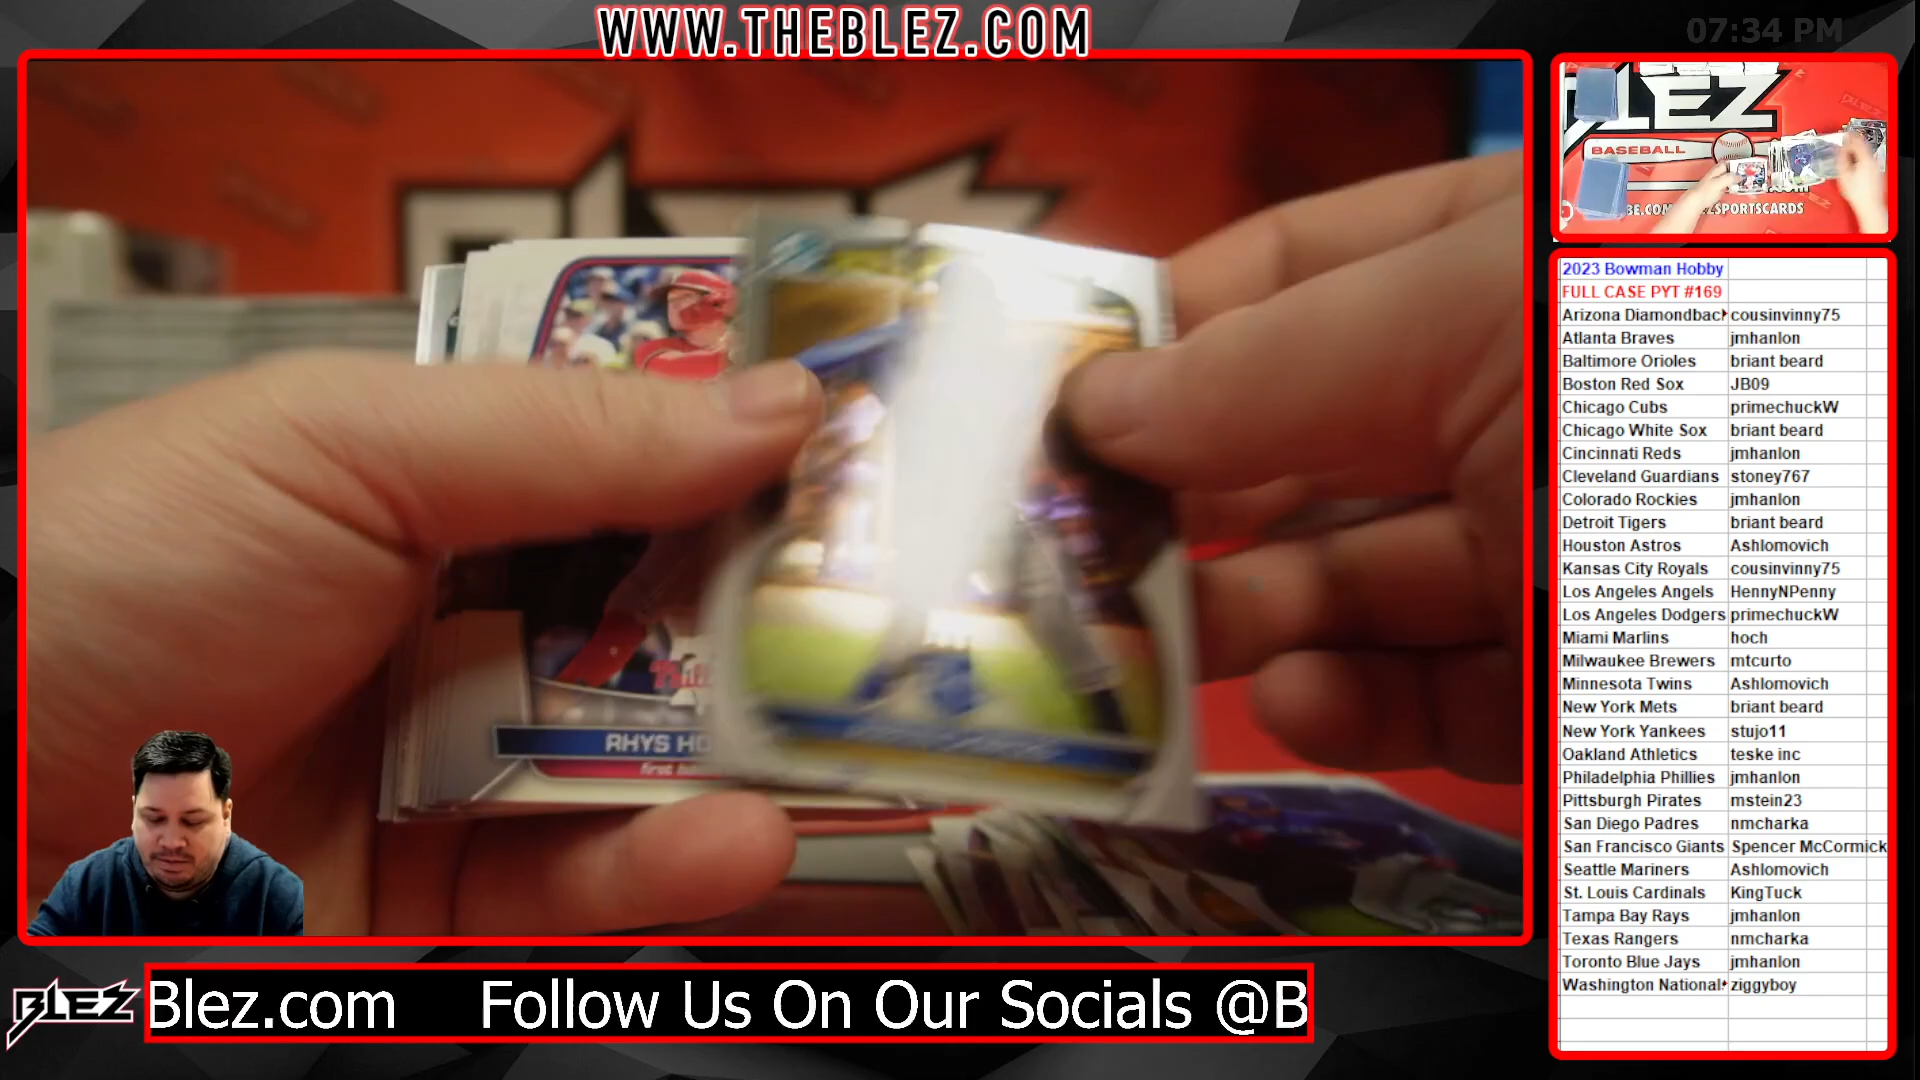 WWW.THEBLEZ.COM
07:34 PM
LEZ
BASEBALL
BE.COM
EZSPORTSCARDS
2023 Bowman Hobby
FULL CASE PYT #169
Arizona Diamondbac cousinvinny75
Atlanta Braves jmhanlon
Baltimore Orioles briant beard
Boston Red Sox JB09
Chicago Cubs primechuckW
Chicago White Sox briant beard
Cincinnati Reds jmhanlon
Cleveland Guardians stoney767
Colorado Rockies jmhanlon
Detroit Tigers briant beard
Houston Astros Ashlomovich
Kansas City Royals cousinvinny75
Los Angeles Angels HennyNPenny
Los Angeles Dodgers primechuckW
Miami Marlins hoch
Milwaukee Brewers mtcurto
Minnesota Twins Ashlomovich
New York Mets briant beard
New York Yankees stujo11
Oakland Athletics teske inc
Philadelphia Phillies jmhanlon
Pittsburgh Pirates mstein23
San Diego Padres nmcharka
San Francisco Giants Spencer McCormick
Seattle Mariners Ashlomovich
St. Louis Cardinals KingTuck
Tampa Bay Rays jmhanlon
Texas Rangers nmcharka
Toronto Blue Jays jmhanlon
Washington National ziggyboy
RHYS HO
first ba
BLEZ
Blez.com Follow Us On Our Socials @B